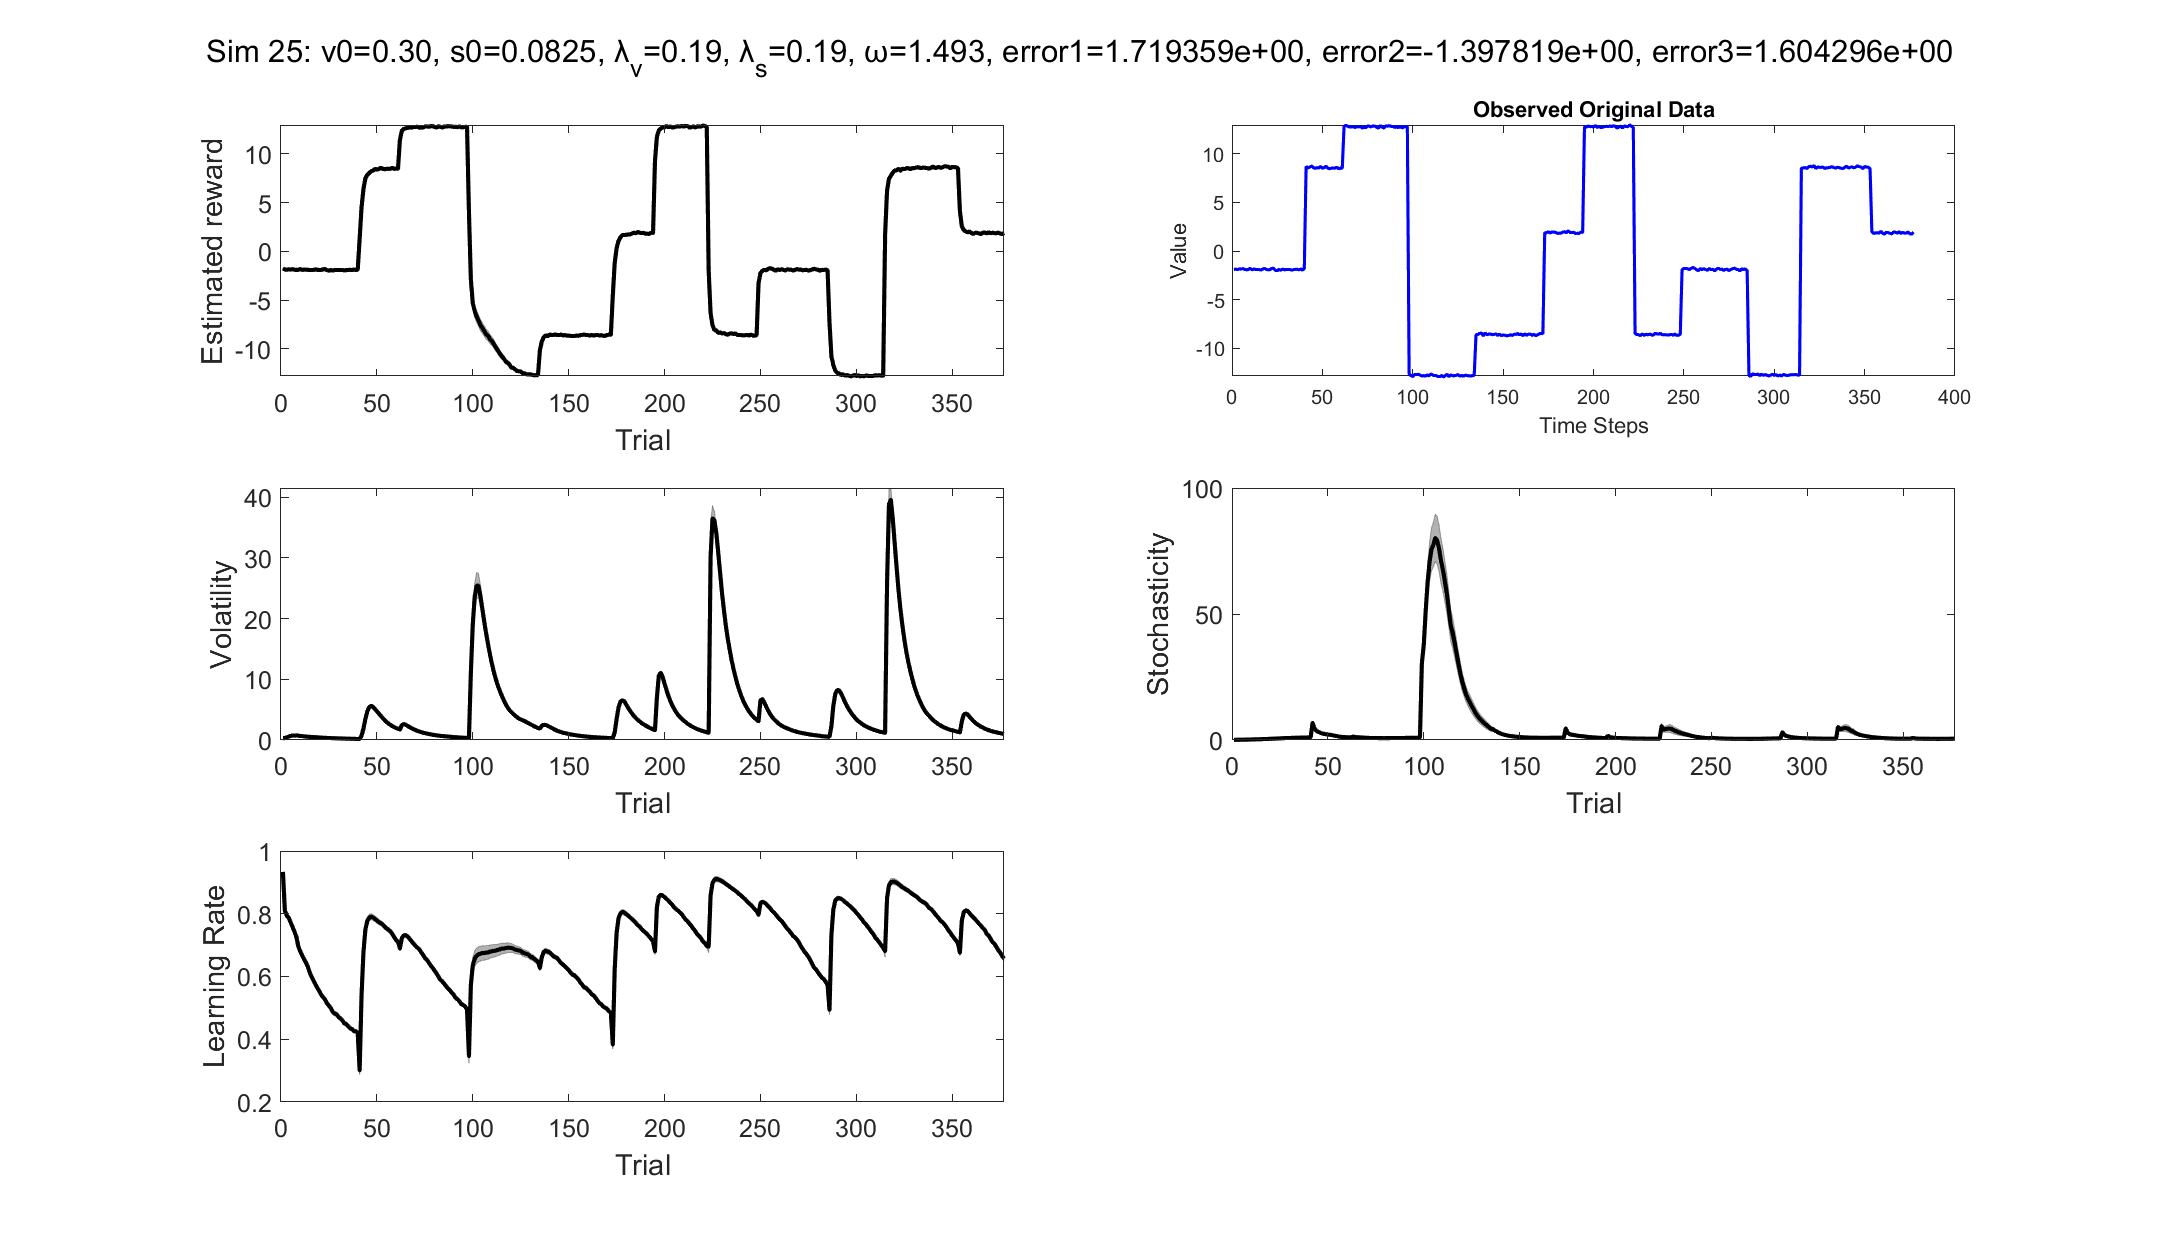 Sim 25: v0=0.30, s0=0.0825, λv=0.19, λs=0.19, ω=1.493, error1=1.719359e+00, error2=-1.397819e+00, error3=1.604296e+00
Estimated reward
10
5
0
-5
-10
0 50 100 150 200 250 300 350
Trial
Observed Original Data
Value
10
5
0
-5
-10
0 50 100 150 200 250 300 350 400
Time Steps
Volatility
40
30
20
10
0
0 50 100 150 200 250 300 350
Trial
Stochasticity
100
50
0
0 50 100 150 200 250 300 350
Trial
Learning Rate
1
0.8
0.6
0.4
0.2
0 50 100 150 200 250 300 350
Trial